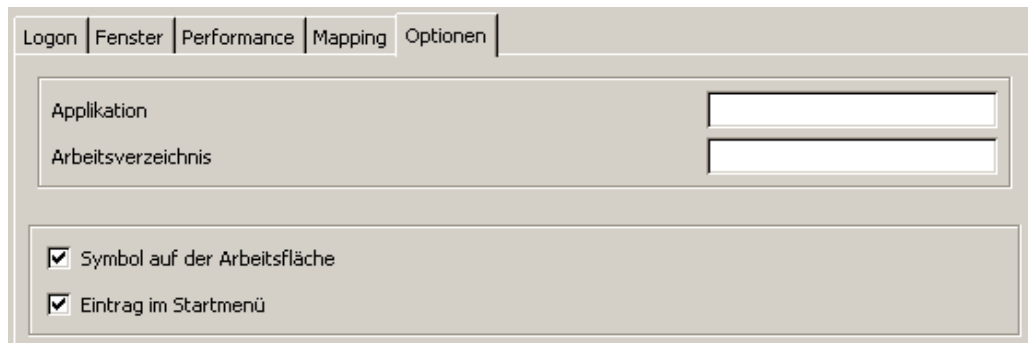 Logon Fenster Performance Mapping Optionen
Applikation
Arbeitsverzeichnis
Symbol auf der Arbeitsfläche
Eintrag im Startmenü